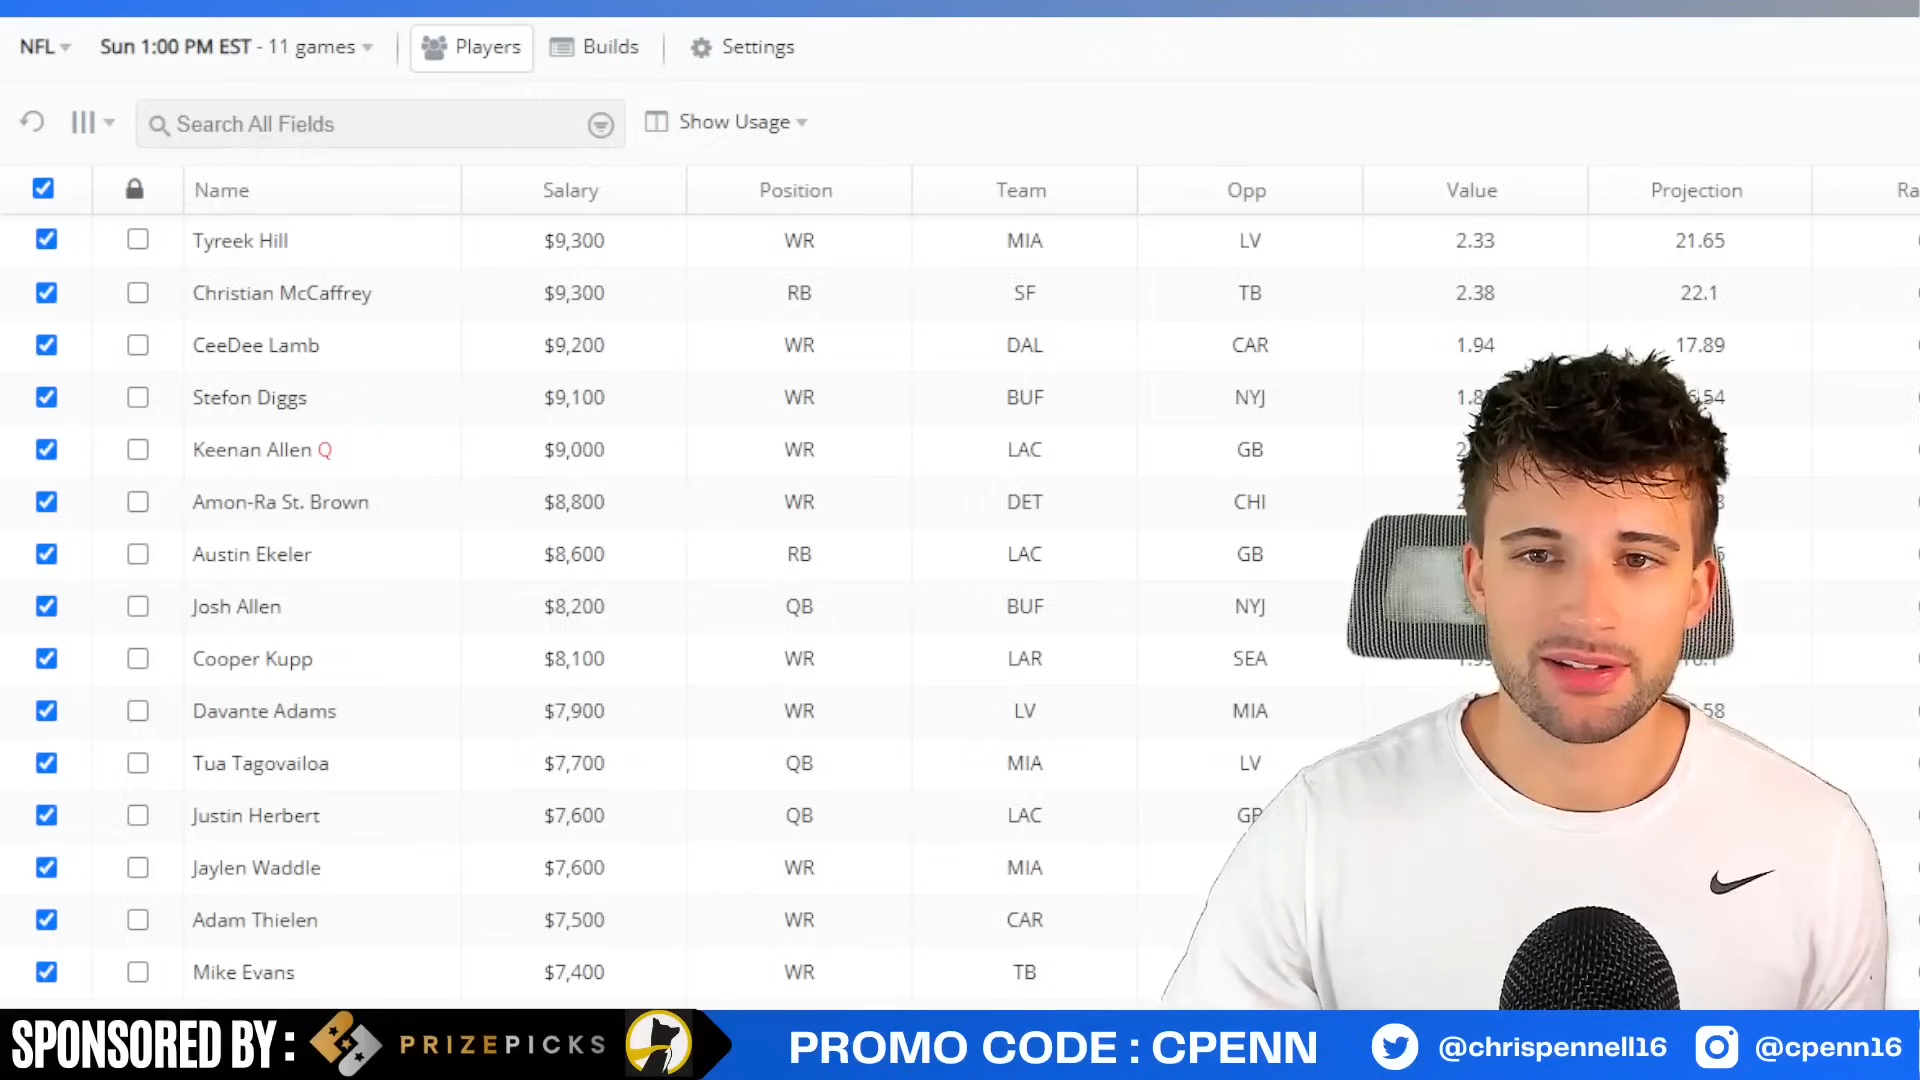 NFL Sun 1:00 PM EST - 11 games Players Builds Settings
Search All Fields Show Usage
Name Salary Position Team Opp Value Projection
Tyreek Hill $9,300 WR MIA LV 2.33 21.65
Christian McCaffrey $9,300 RB SF TB 2.38 22.1
CeeDee Lamb $9,200 WR DAL CAR 1.94 17.89
Stefon Diggs $9,100 WR BUF NYJ
Keenan Allen Q $9,000 WR LAC GB
Amon-Ra St. Brown $8,800 WR DET CHI
Austin Ekeler $8,600 RB LAC GB
Josh Allen $8,200 QB BUF NYJ
Cooper Kupp $8,100 WR LAR SEA
Davante Adams $7,900 WR LV MIA
Tua Tagovailoa $7,700 QB MIA LV
Justin Herbert $7,600 QB LAC
Jaylen Waddle $7,600 WR MIA
Adam Thielen $7,500 WR CAR
Mike Evans $7,400 WR TB
SPONSORED BY : PRIZEPICKS PROMO CODE : CPENN @chrispennell16 @cpenn16